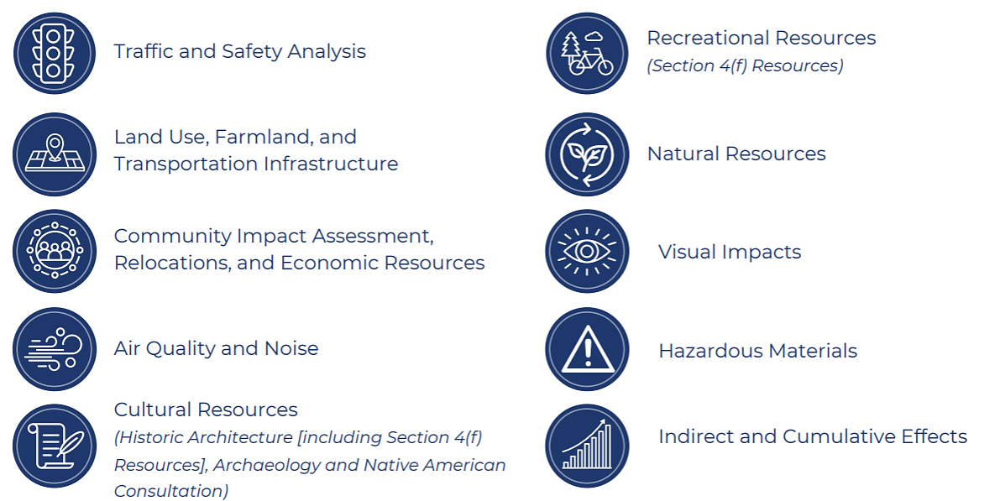 Traffic and Safety Analysis
Land Use, Farmland, and
Transportation Infrastructure
Community Impact Assessment,
Relocations, and Economic Resources
Air Quality and Noise
Cultural Resources
(Historic Architecture [including Section 4(f)
Resources], Archaeology and Native American
Consultation)
Recreational Resources
(Section 4(f) Resources)
Natural Resources
Visual Impacts
Hazardous Materials
Indirect and Cumulative Effects